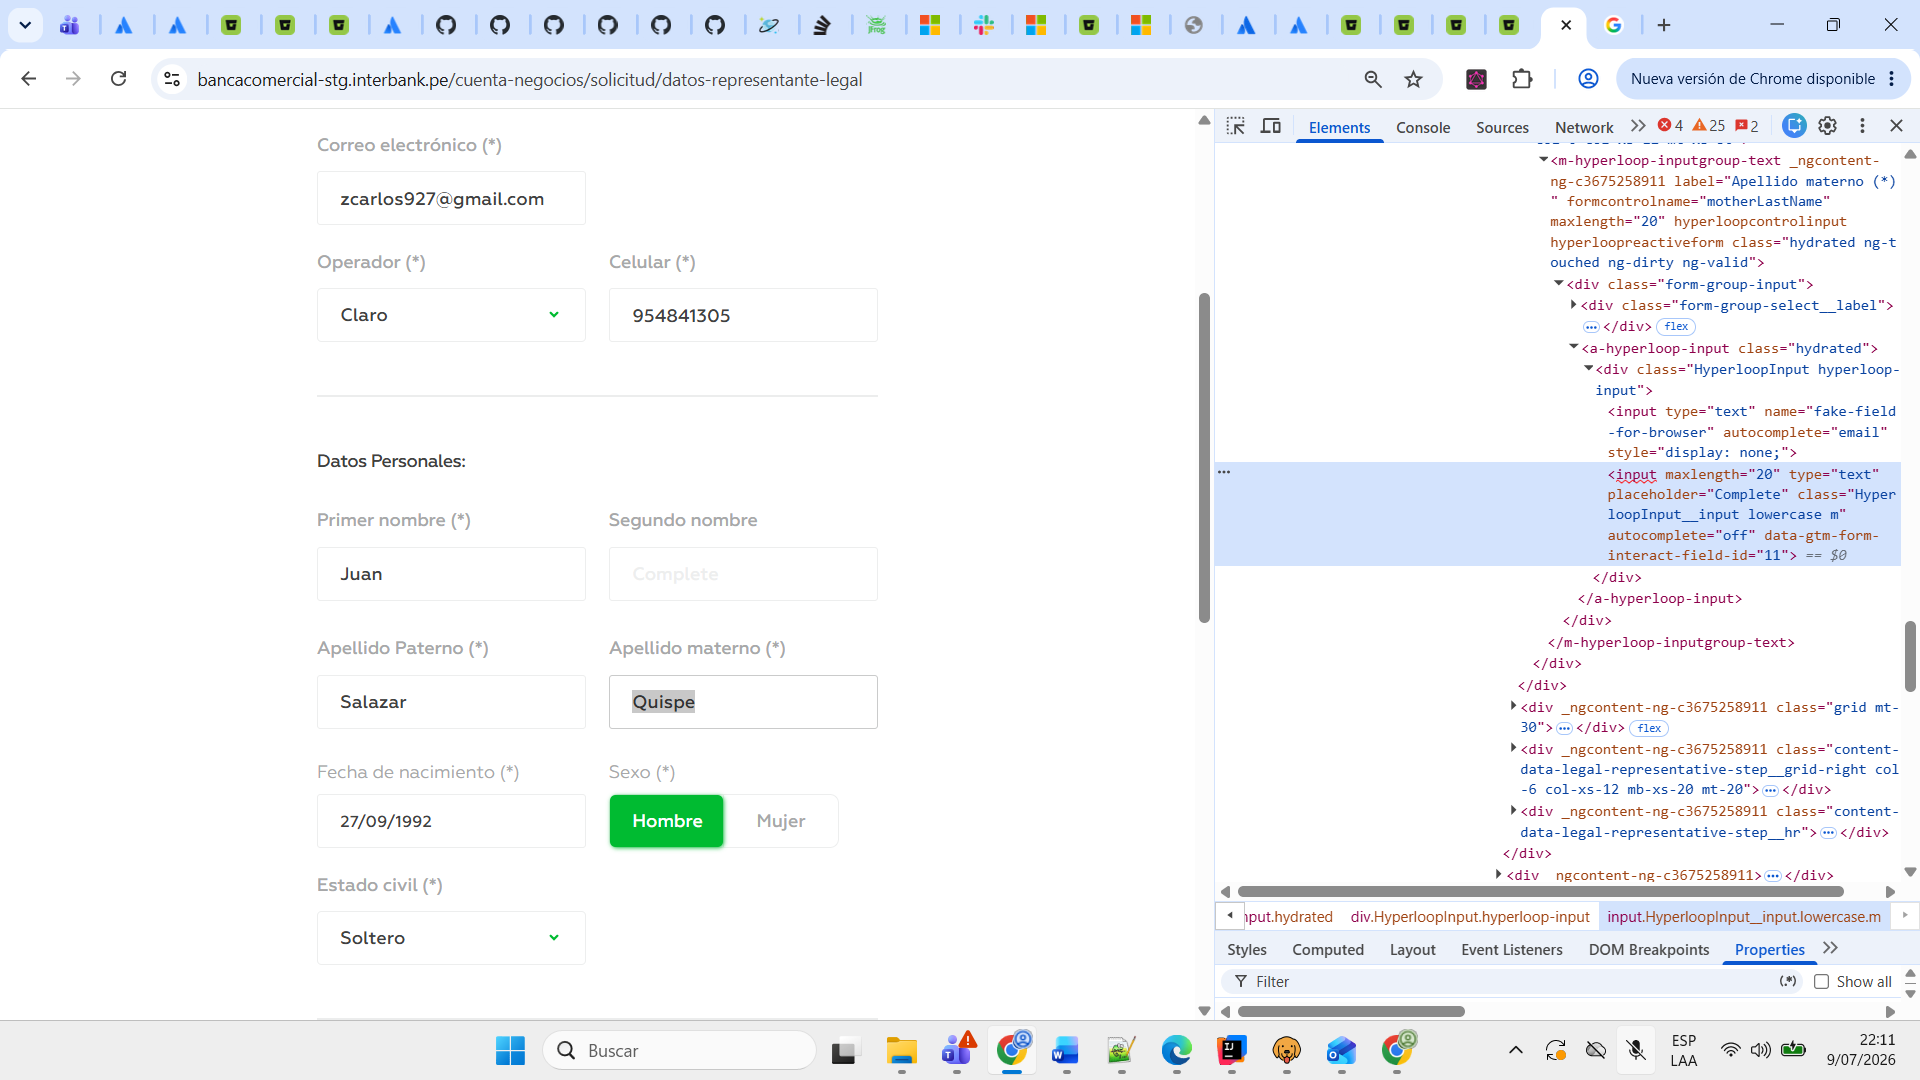 bancacomercial-stg.interbank.pe/cuenta-negocios/solicitud/datos-representante-legal
Nueva versión de Chrome disponible
Correo electrónico (*)
zcarlos927@gmail.com
Operador (*)
Celular (*)
Claro
954841305
Datos Personales:
Primer nombre (*)
Segundo nombre
Juan
Complete
Apellido Paterno (*)
Apellido materno (*)
Salazar
Quispe
Fecha de nacimiento (*)
Sexo (*)
27/09/1992
Hombre
Mujer
Estado civil (*)
Soltero
Elements
Console
Sources
Network
4
25
2
<m-hyperloop-inputgroup-text _ngcontent-
ng-c3675258911 label="Apellido materno (*)
" formcontrolname="motherLastName"
maxlength="20" hyperloopcontrolinput
hyperloopreactiveform class="hydrated ng-t
ouched ng-dirty ng-valid">
<div class="form-group-input">
<div class="form-group-select__label">
</div> flex
<a-hyperloop-input class="hydrated">
<div class="HyperloopInput hyperloop-
input">
<input type="text" name="fake-field
-for-browser" autocomplete="email"
style="display: none;">
<input maxlength="20" type="text"
placeholder="Complete" class="Hyper
loopInput__input lowercase m"
autocomplete="off" data-gtm-form-
interact-field-id="11"> == $0
</div>
</a-hyperloop-input>
</div>
</m-hyperloop-inputgroup-text>
</div>
</div>
<div _ngcontent-ng-c3675258911 class="grid mt-
30"> </div> flex
<div _ngcontent-ng-c3675258911 class="content-
data-legal-representative-step__grid-right col
-6 col-xs-12 mb-xs-20 mt-20"> </div>
<div _ngcontent-ng-c3675258911 class="content-
data-legal-representative-step__hr"> </div>
</div>
<div _ngcontent-ng-c3675258911> </div>
nput.hydrated
div.HyperloopInput.hyperloop-input
input.HyperloopInput__input.lowercase.m
Styles
Computed
Layout
Event Listeners
DOM Breakpoints
Properties
Filter
(.*)
Show all
Buscar
ESP
LAA
22:11
9/07/2026